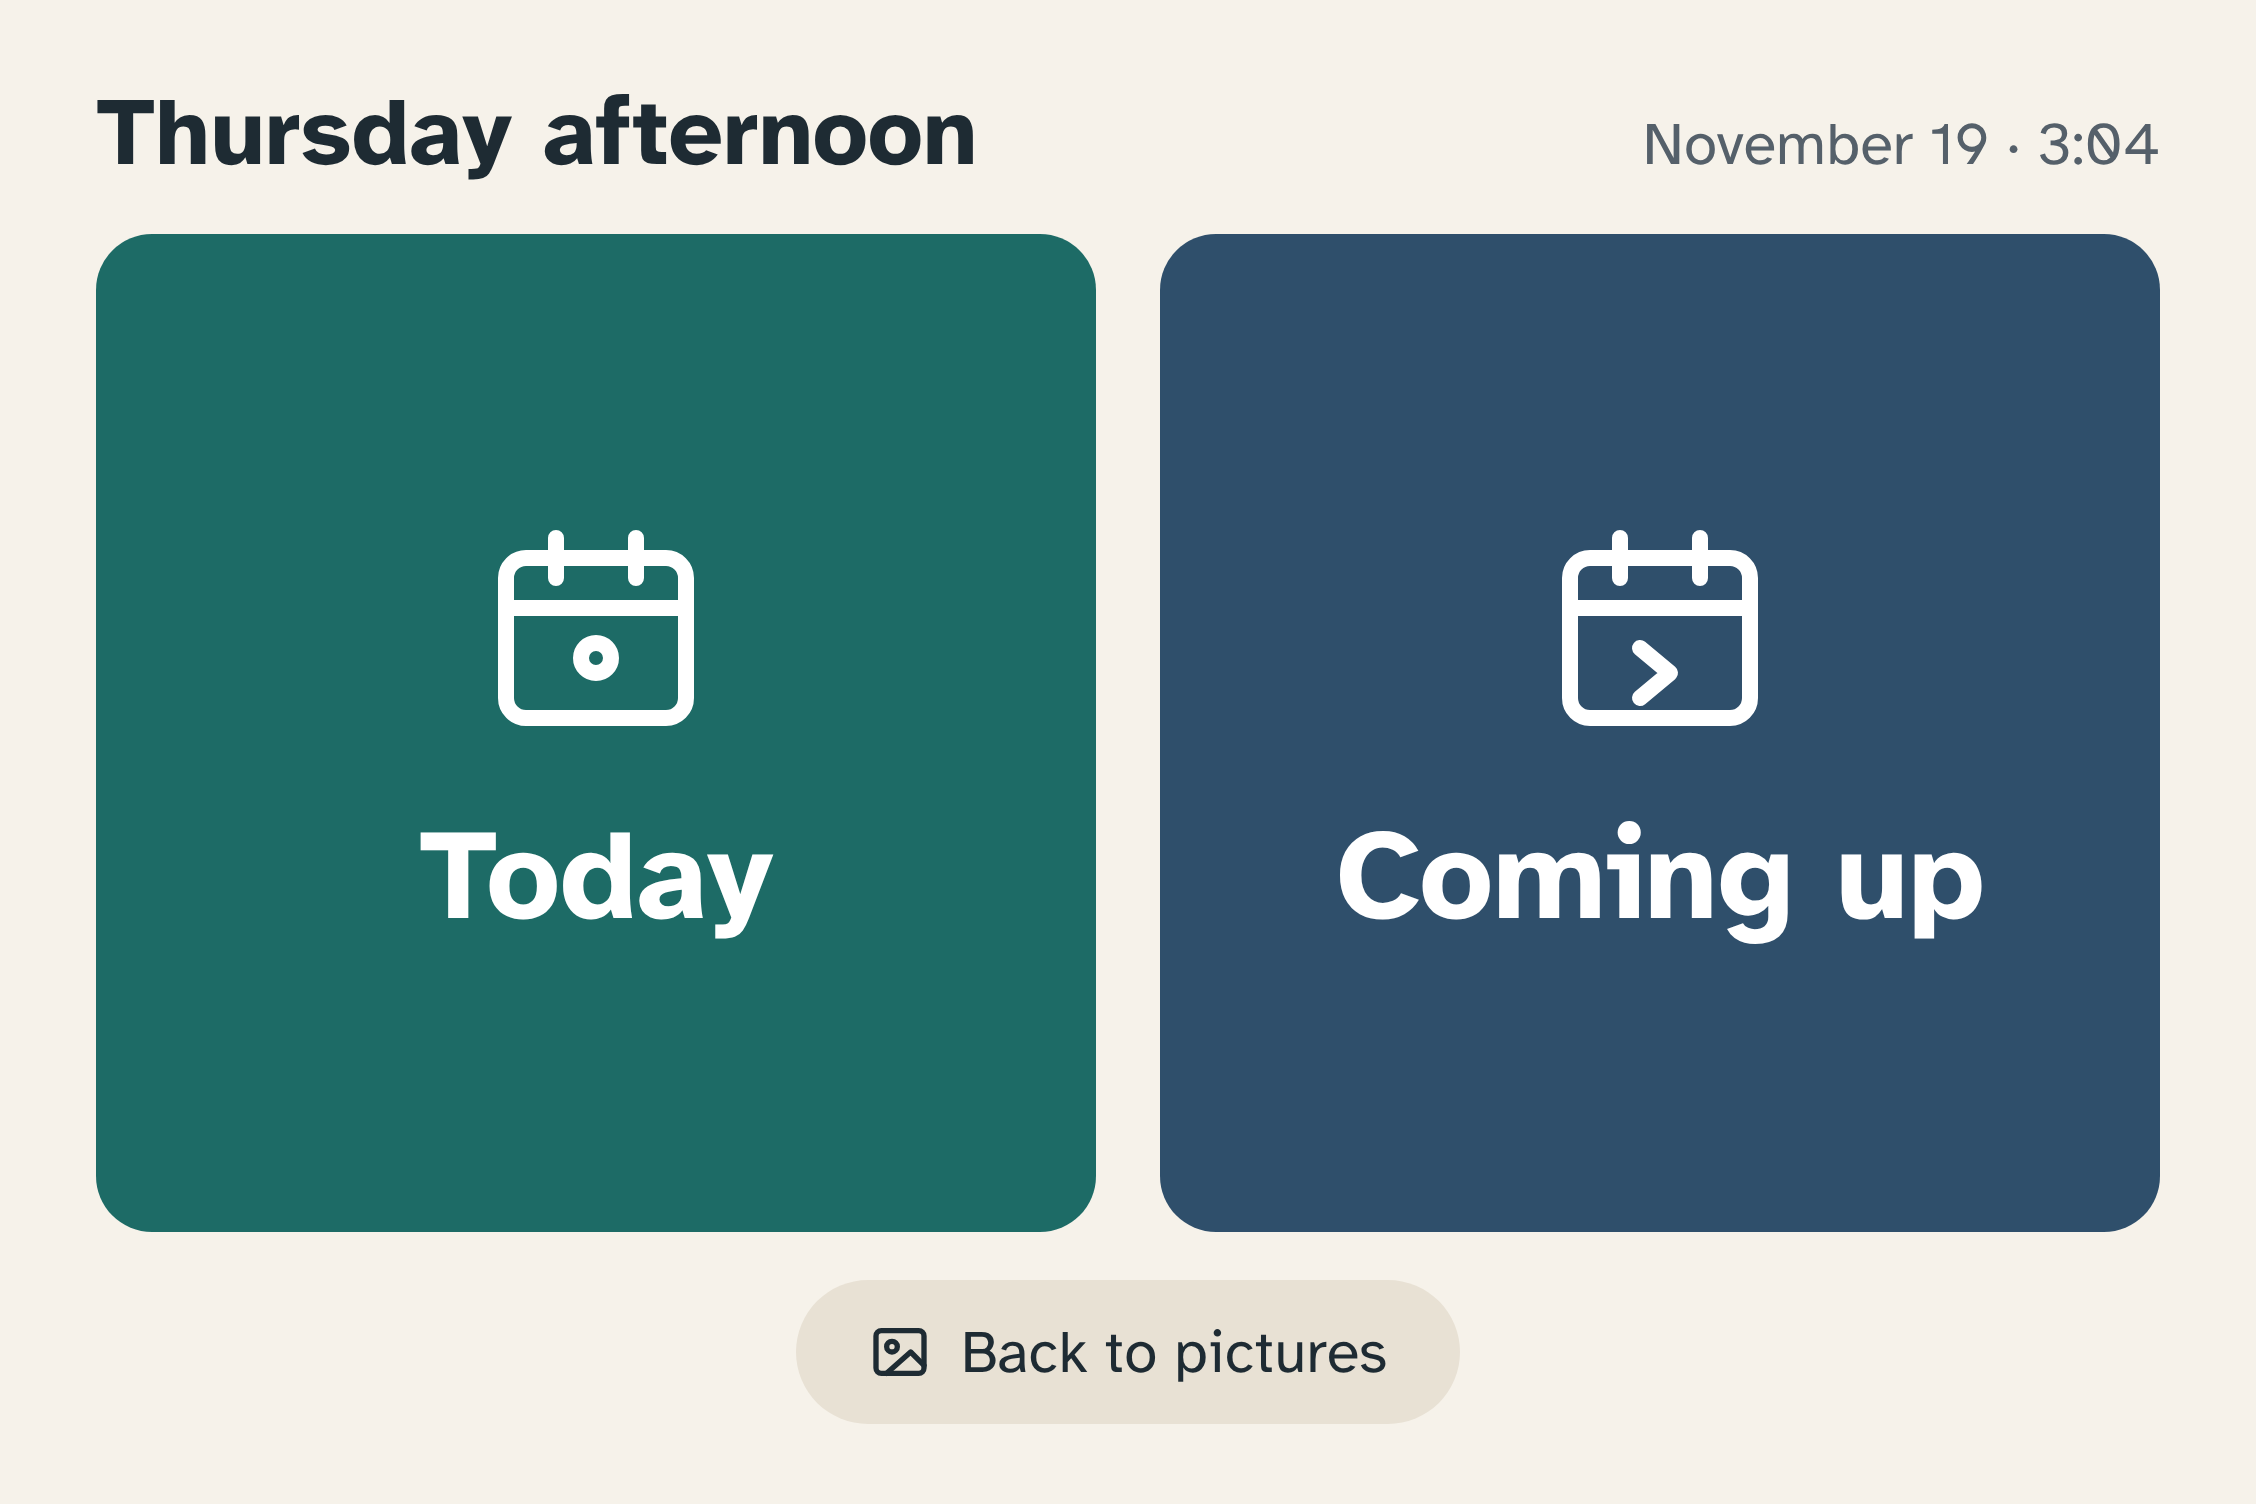 Thursday afternoon
November 19 · 3:04
Today
Coming up
Back to pictures